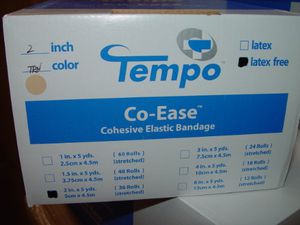 2 inch
latex
Tan color
latex free
Tempo
Co-Ease™
Cohesive Elastic Bandage
1 in. x 5 yds. (60 Rolls)
2.5cm x 4.5m (stretched)
1.5 in. x 5 yds. (48 Rolls)
3.75cm x 4.5m (stretched)
2 in. x 5 yds. (36 Rolls)
5cm x 4.5m (stretched)
3 in. x 5 yds. (24 Rolls)
7.5cm x 4.5m (stretched)
4 in. x 5 yds. (18 Rolls)
10cm x 4.5m (stretched)
6 in. x 5 yds. (12 Rolls)
15cm x 4.5m (stretched)